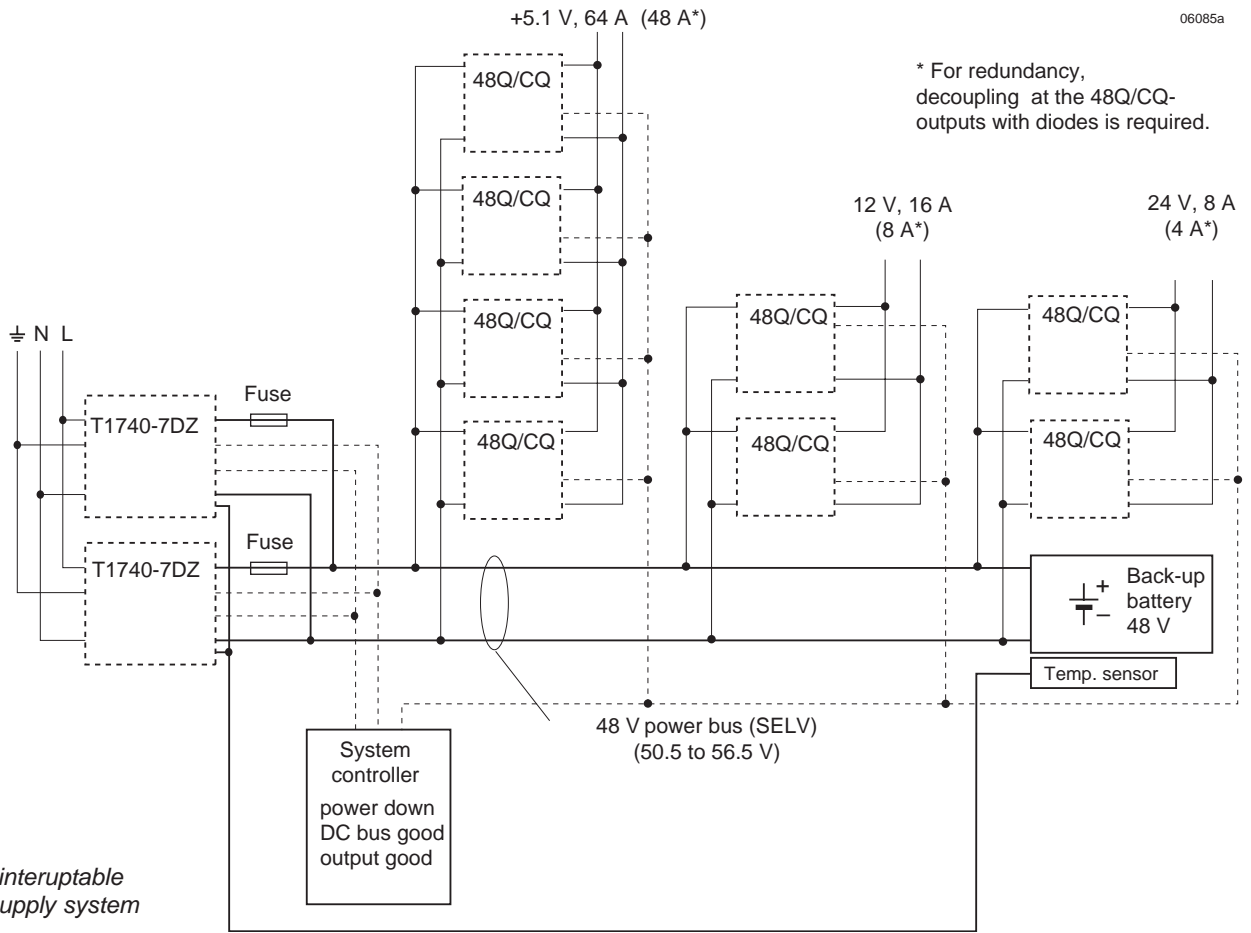 +5.1 V, 64 A (48 A*)
06085a
* For redundancy,
decoupling at the 48Q/CQ-
outputs with diodes is required.
48Q/CQ
48Q/CQ
48Q/CQ
48Q/CQ
12 V, 16 A
(8 A*)
48Q/CQ
48Q/CQ
24 V, 8 A
(4 A*)
48Q/CQ
48Q/CQ
N L
Fuse
T1740-7DZ
Fuse
T1740-7DZ
+
–
Back-up
battery
48 V
Temp. sensor
48 V power bus (SELV)
(50.5 to 56.5 V)
System
controller
power down
DC bus good
output good
interuptable
upply system